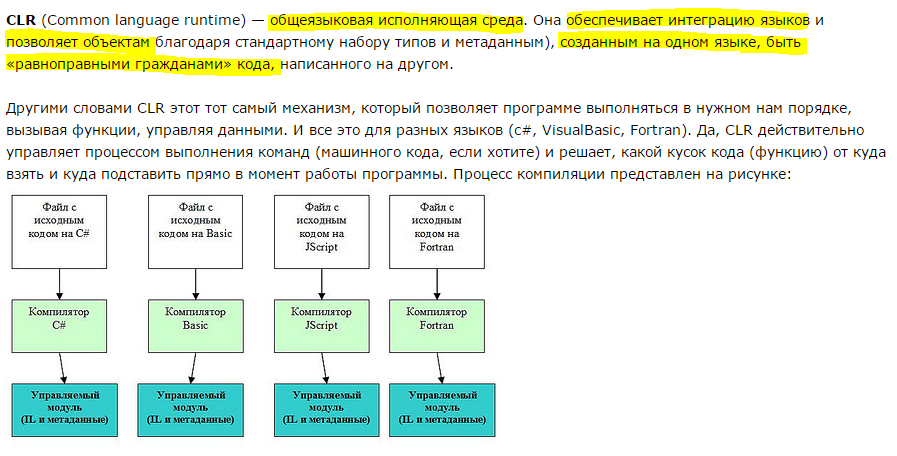 CLR (Common language runtime) — общеязыковая исполняющая среда. Она обеспечивает интеграцию языков и
позволяет объектам благодаря стандартному набору типов и метаданным), созданным на одном языке, быть
«равноправными гражданами» кода, написанного на другом.
Другими словами CLR этот тот самый механизм, который позволяет программе выполняться в нужном нам порядке,
вызывая функции, управляя данными. И все это для разных языков (c#, VisualBasic, Fortran). Да, CLR действительно
управляет процессом выполнения команд (машинного кода, если хотите) и решает, какой кусок кода (функцию) от куда
взять и куда подставить прямо в момент работы программы. Процесс компиляции представлен на рисунке:
Файл с
исходным
кодом на C#
Файл с
исходным
кодом на Basic
Файл с
исходным
кодом на
JScript
Файл с
исходным
кодом на
Fortran
Компилятор
C#
Компилятор
Basic
Компилятор
JScript
Компилятор
Fortran
Управляемый
модуль
(IL и метаданные)
Управляемый
модуль
(IL и метаданные)
Управляемый
модуль
(IL и метаданные)
Управляемый
модуль
(IL и метаданные)